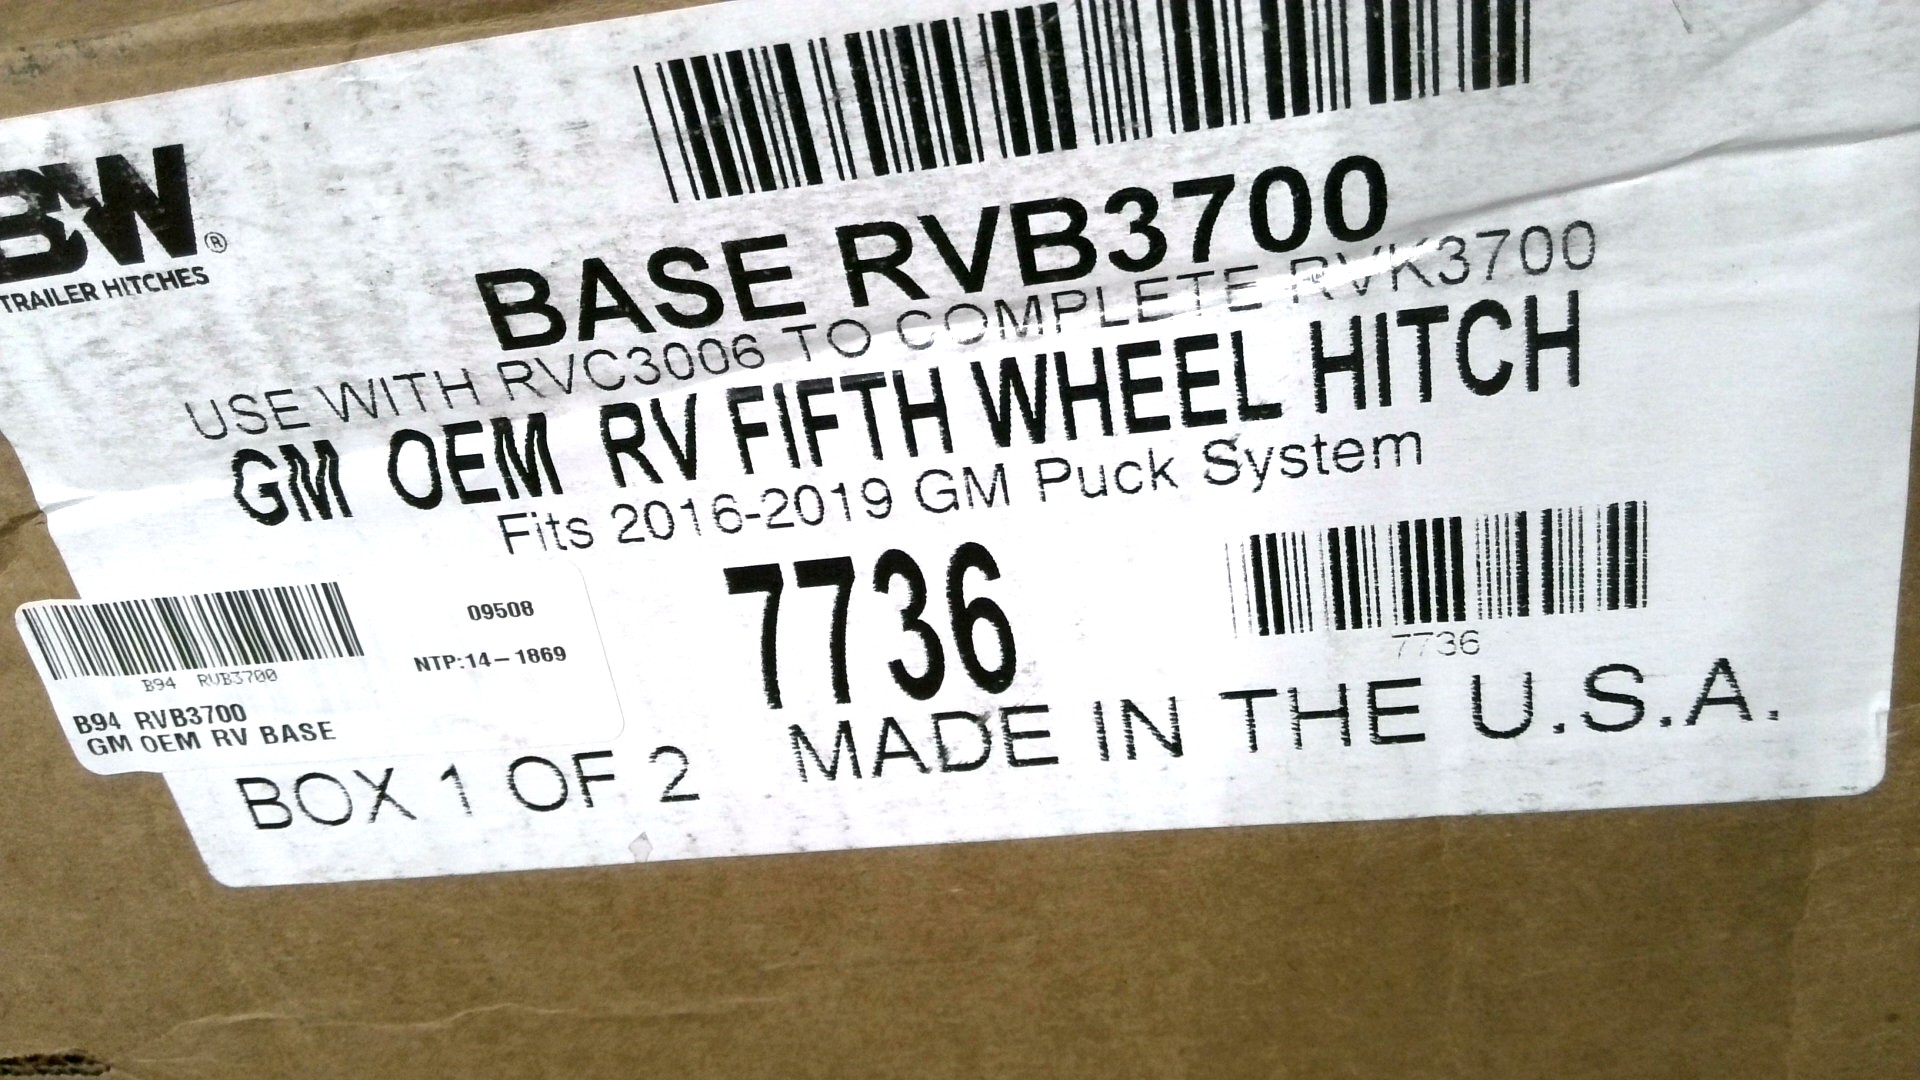 B&W®
TRAILER HITCHES
BASE RVB3700
USE WITH RVC3006 TO COMPLETE RVK3700
GM OEM RV FIFTH WHEEL HITCH
Fits 2016-2019 GM Puck System
7736
7736
09508
NTP:14-1869
B94 RVB3700
B94 RVB3700
GM OEM RV BASE
BOX 1 OF 2 MADE IN THE U.S.A.